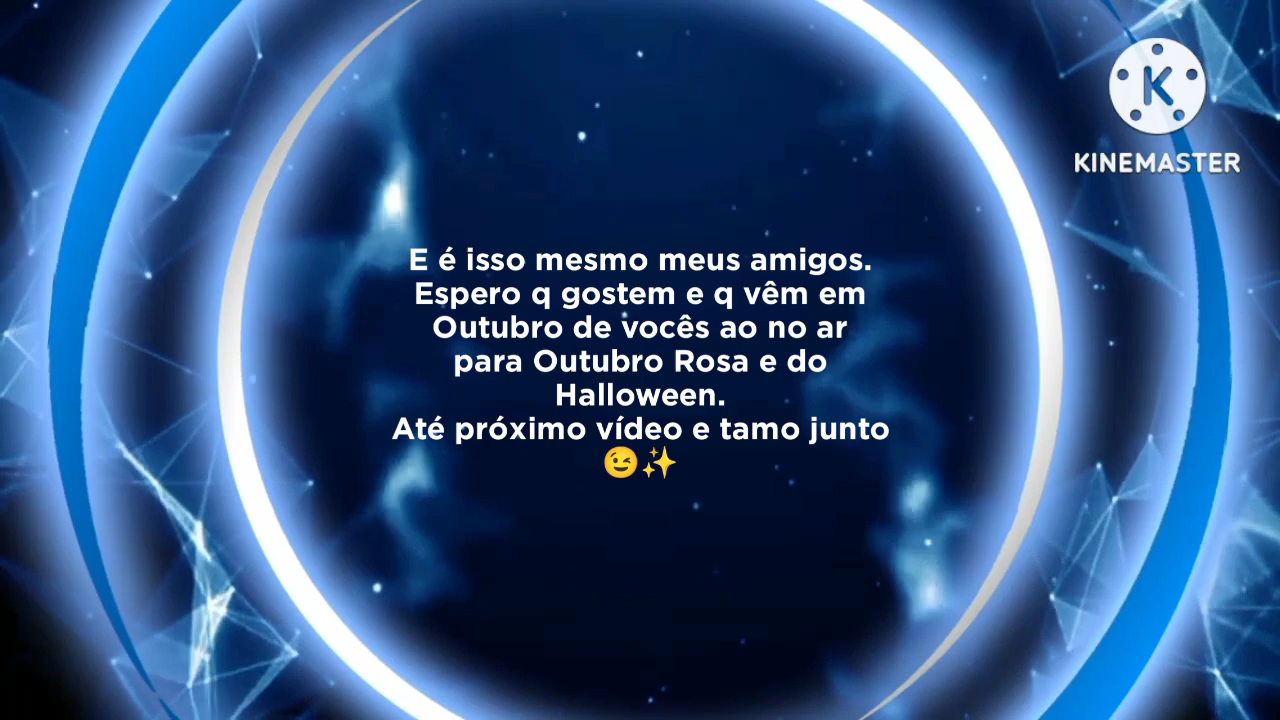 K
KINEMASTER
E é isso mesmo meus amigos.
Espero q gostem e q vêm em
Outubro de vocês ao no ar
para Outubro Rosa e do
Halloween.
Até próximo vídeo e tamo junto
😉✨